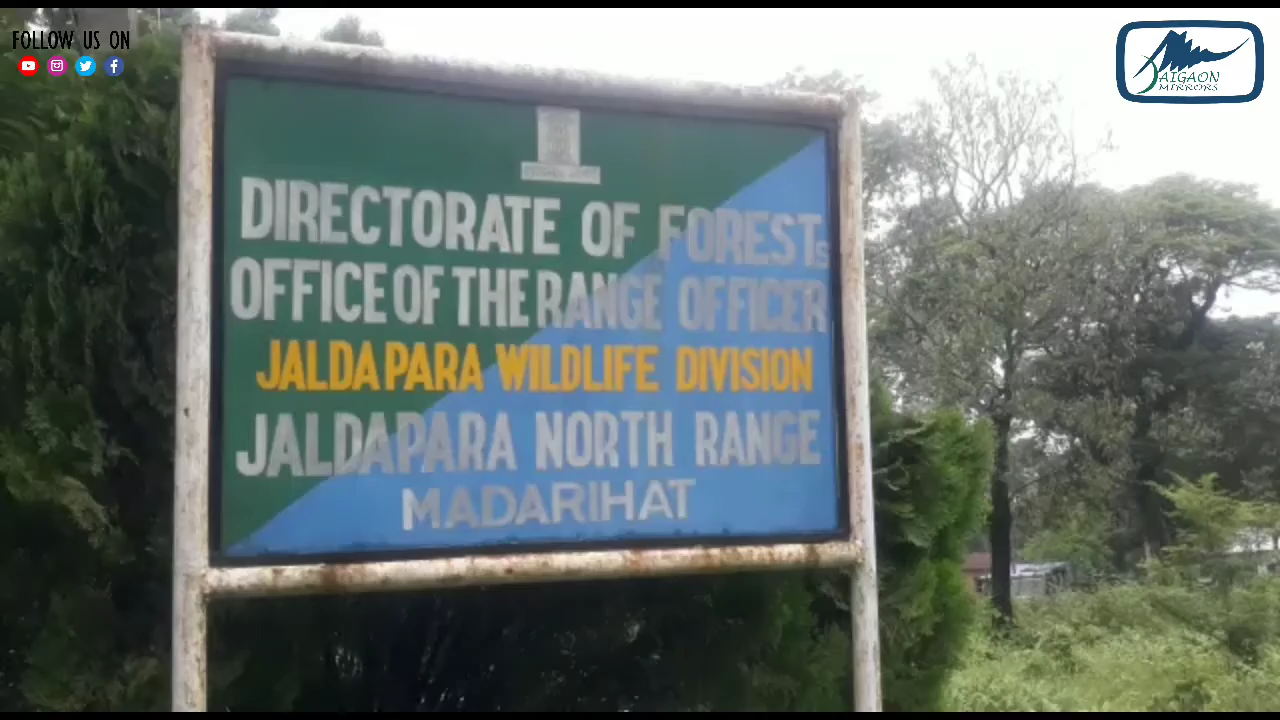 FOLLOW US ON
JAIGAON
MIRRORS
DIRECTORATE OF FORESTs
OFFICE OF THE RANGE OFFICER
JALDAPARA WILDLIFE DIVISION
JALDAPARA NORTH RANGE
MADARIHAT